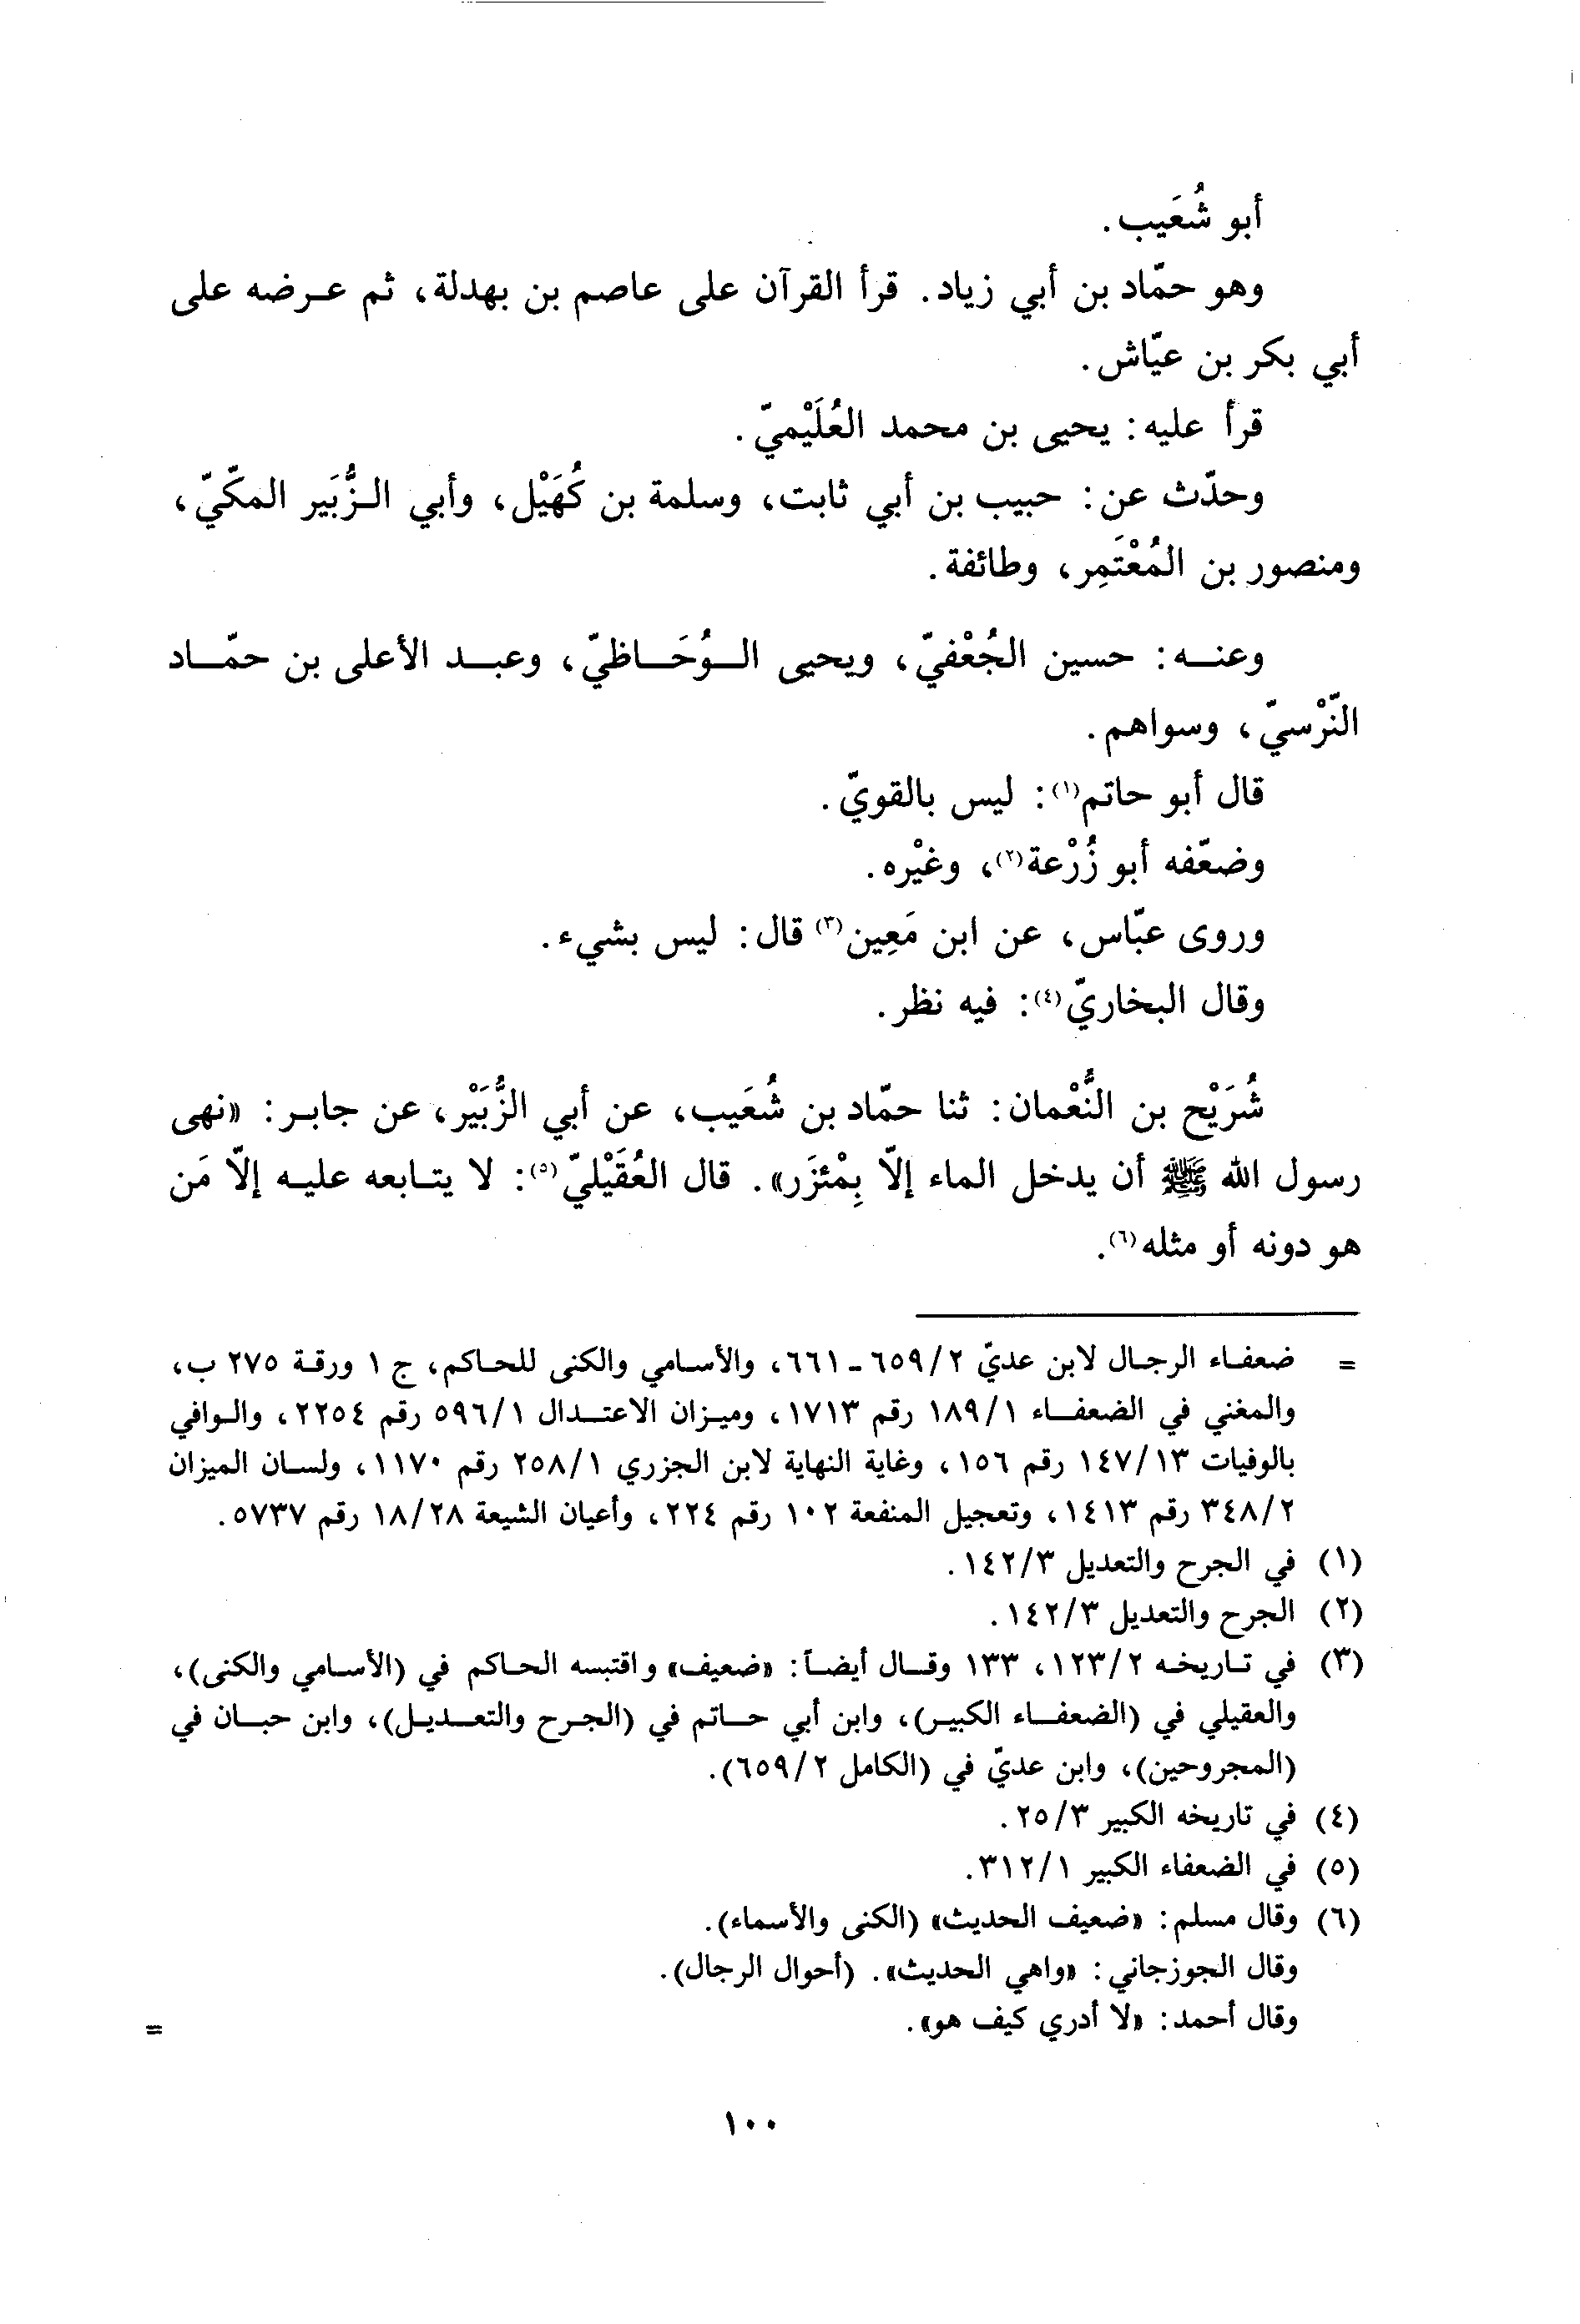 أبو شُعَيب.
وهو حمّاد بن أبي زياد. قرأ القرآن على عاصم بن بهدلة، ثم عرضه على
أبي بكر بن عيّاش.
قرأ عليه: يحيى بن محمد العُلَيْميّ.
وحدّث عن: حبيب بن أبي ثابت، وسلمة بن كُهَيْل، وأبي الزُّبَير المكّيّ،
ومنصور بن المُعْتَمِر، وطائفة.
وعنه: حسين الجُعْفيّ، ويحيى الوُحَاظيّ، وعبد الأعلى بن حمّاد
النَّرْسيّ، وسواهم.
قال أبو حاتم(١): ليس بالقويّ.
وضعّفه أبو زُرْعة(٢)، وغيْره.
وروى عبّاس، عن ابن مَعِين(٣) قال: ليس بشيء.
وقال البخاريّ(٤): فيه نظر.
شُرَيْح بن النُّعْمان: ثنا حمّاد بن شُعَيب، عن أبي الزُّبَيْر، عن جابر: «نهى
رسول الله ﷺ أن يدخل الماء إلاّ بِمْئزَر». قال العُقَيْليّ(٥): لا يتابعه عليه إلاّ مَن
هو دونه أو مثله(٦).
= ضعفاء الرجال لابن عديّ ٢/٦٥٩ - ٦٦١، والأسامي والكنى للحاكم، ج ١ ورقة ٢٧٥ ب،
والمغني في الضعفاء ١/١٨٩ رقم ١٧١٣، وميزان الاعتدال ١/٥٩٦ رقم ٢٢٥٤، والوافي
بالوفيات ١٣/١٤٧ رقم ١٥٦، وغاية النهاية لابن الجزري ١/٢٥٨ رقم ١١٧٠، ولسان الميزان
٢/٣٤٨ رقم ١٤١٣، وتعجيل المنفعة ١٠٢ رقم ٢٢٤، وأعيان الشيعة ٢٨/١٨ رقم ٥٧٣٧.
(١) في الجرح والتعديل ٣/١٤٢.
(٢) الجرح والتعديل ٣/١٤٢.
(٣) في تاريخه ٢/١٢٣، ١٣٣ وقال أيضاً: «ضعيف» واقتبسه الحاكم في (الأسامي والكنى)،
والعقيلي في (الضعفاء الكبير)، وابن أبي حاتم في (الجرح والتعديل)، وابن حبان في
(المجروحين)، وابن عديّ في (الكامل ٢/٦٥٩).
(٤) في تاريخه الكبير ٣/٢٥.
(٥) في الضعفاء الكبير ١/٣١٢.
(٦) وقال مسلم: «ضعيف الحديث» (الكنى والأسماء).
وقال الجوزجاني: «واهي الحديث». (أحوال الرجال).
وقال أحمد: «لا أدري كيف هو». =
١٠٠